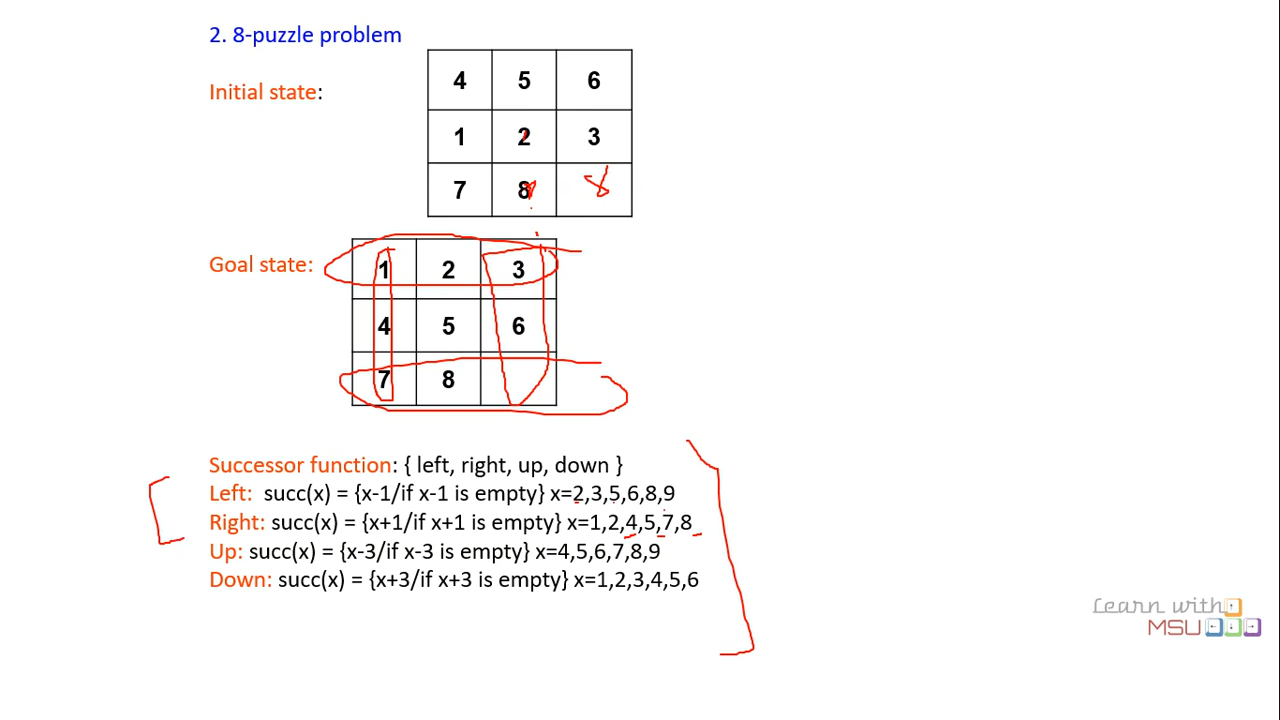 2. 8-puzzle problem
Initial state:
4 5 6
1 2 3
7 8 8
Goal state:
1 2 3
4 5 6
7 8
Successor function: { left, right, up, down }
Left: succ(x) = {x-1/if x-1 is empty} x=2,3,5,6,8,9
Right: succ(x) = {x+1/if x+1 is empty} x=1,2,4,5,7,8
Up: succ(x) = {x-3/if x-3 is empty} x=4,5,6,7,8,9
Down: succ(x) = {x+3/if x+3 is empty} x=1,2,3,4,5,6
Learn with
MSU